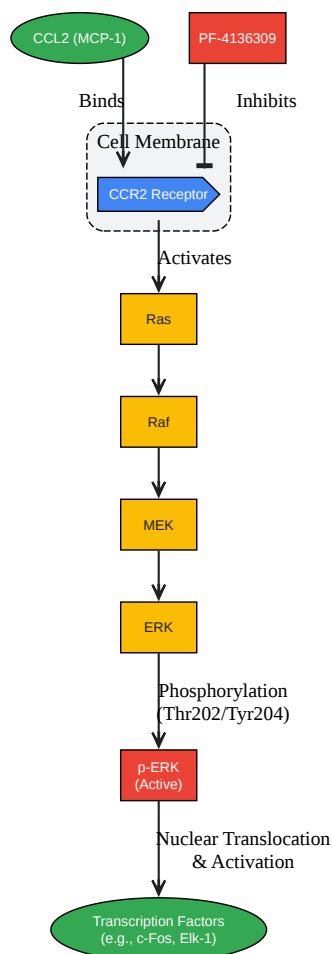 CCL2 (MCP-1)
PF-4136309
Binds
Inhibits
Cell Membrane
CCR2 Receptor
Activates
Ras
Raf
MEK
ERK
Phosphorylation
(Thr202/Tyr204)
p-ERK
(Active)
Nuclear Translocation
& Activation
Transcription Factors
(e.g., c-Fos, Elk-1)